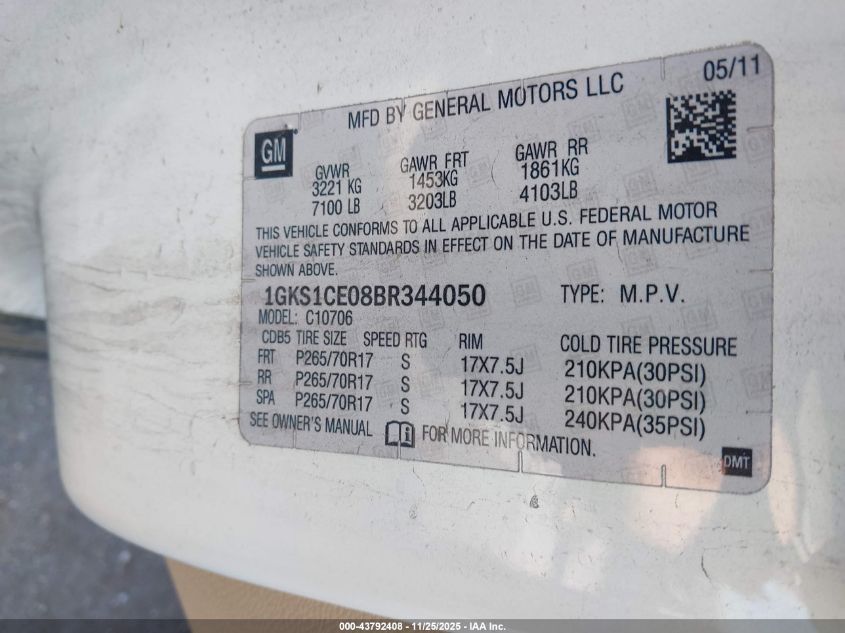 05/11
MFD BY GENERAL MOTORS LLC
GM
GVWR GAWR FRT GAWR RR
3221 KG 1453KG 1861KG
7100 LB 3203LB 4103LB
THIS VEHICLE CONFORMS TO ALL APPLICABLE U.S. FEDERAL MOTOR
VEHICLE SAFETY STANDARDS IN EFFECT ON THE DATE OF MANUFACTURE
SHOWN ABOVE.
1GKS1CE08BR344050 TYPE: M.P.V.
MODEL: C10706
CDB5 TIRE SIZE SPEED RTG RIM COLD TIRE PRESSURE
FRT P265/70R17 S 17X7.5J 210KPA(30PSI)
RR P265/70R17 S 17X7.5J 210KPA(30PSI)
SPA P265/70R17 S 17X7.5J 240KPA(35PSI)
SEE OWNER'S MANUAL FOR MORE INFORMATION.
DMT
000-43792408 - 11/25/2025 - IAA Inc.